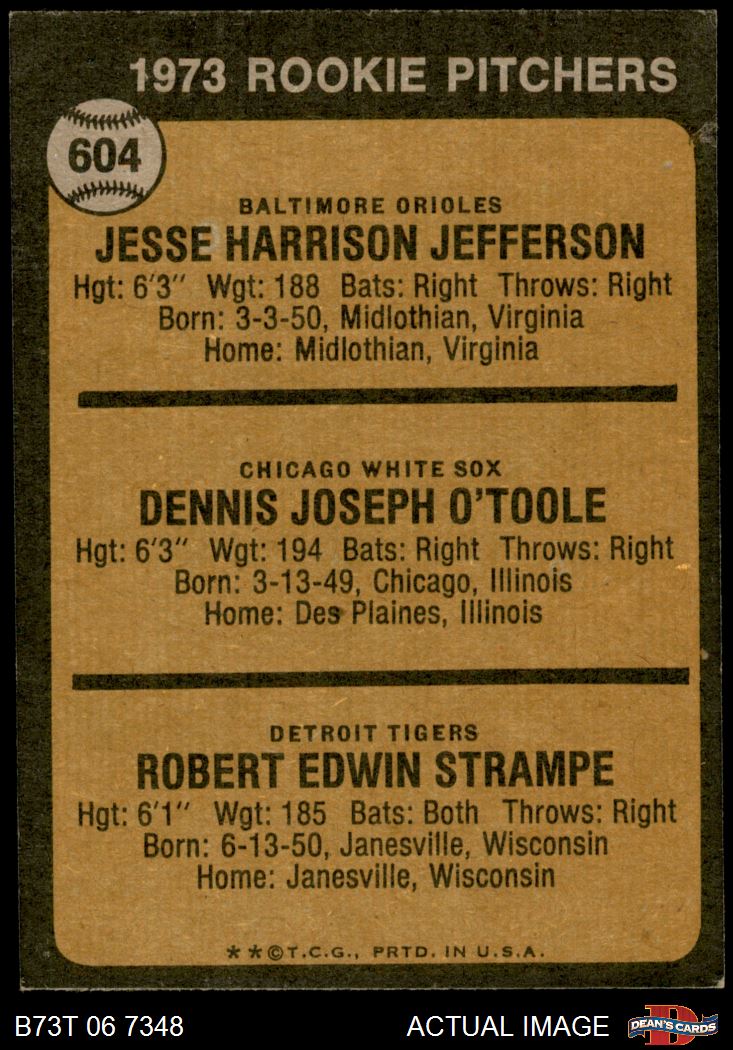 1973 ROOKIE PITCHERS
604
BALTIMORE ORIOLES
JESSE HARRISON JEFFERSON
Hgt: 6'3" Wgt: 188 Bats: Right Throws: Right
Born: 3-3-50, Midlothian, Virginia
Home: Midlothian, Virginia
CHICAGO WHITE SOX
DENNIS JOSEPH O'TOOLE
Hgt: 6'3" Wgt: 194 Bats: Right Throws: Right
Born: 3-13-49, Chicago, Illinois
Home: Des Plaines, Illinois
DETROIT TIGERS
ROBERT EDWIN STRAMPE
Hgt: 6'1" Wgt: 185 Bats: Both Throws: Right
Born: 6-13-50, Janesville, Wisconsin
Home: Janesville, Wisconsin
**©T.C.G., PRTD. IN U.S.A.
B73T 06 7348 ACTUAL IMAGE
D
DEAN'S CARDS